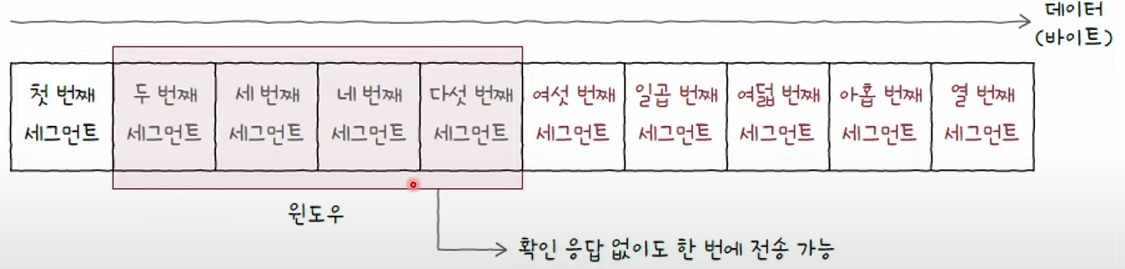 데이터
(바이트)
첫 번째 두 번째 세 번째 네 번째 다섯 번째 여섯 번째 일곱 번째 여덟 번째 아홉 번째 열 번째
세그먼트 세그먼트 세그먼트 세그먼트 세그먼트 세그먼트 세그먼트 세그먼트 세그먼트 세그먼트
윈도우
확인 응답 없이도 한 번에 전송 가능